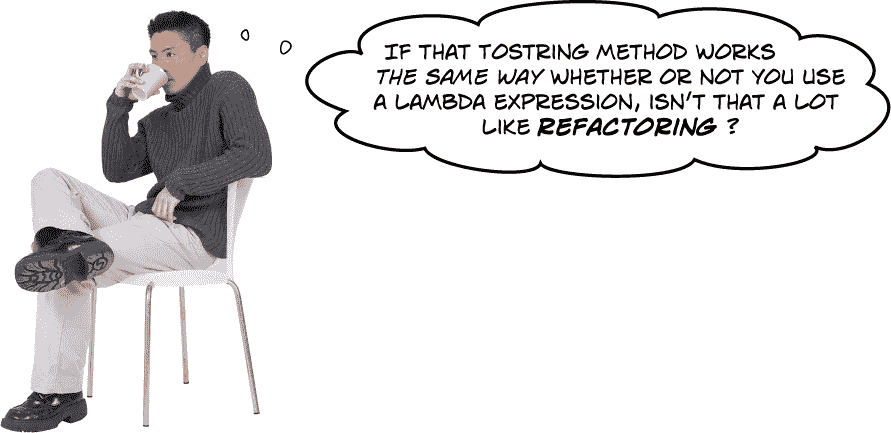 IF THAT TOSTRING METHOD WORKS
THE SAME WAY WHETHER OR NOT YOU USE
A LAMBDA EXPRESSION, ISN'T THAT A LOT
LIKE REFACTORING ?